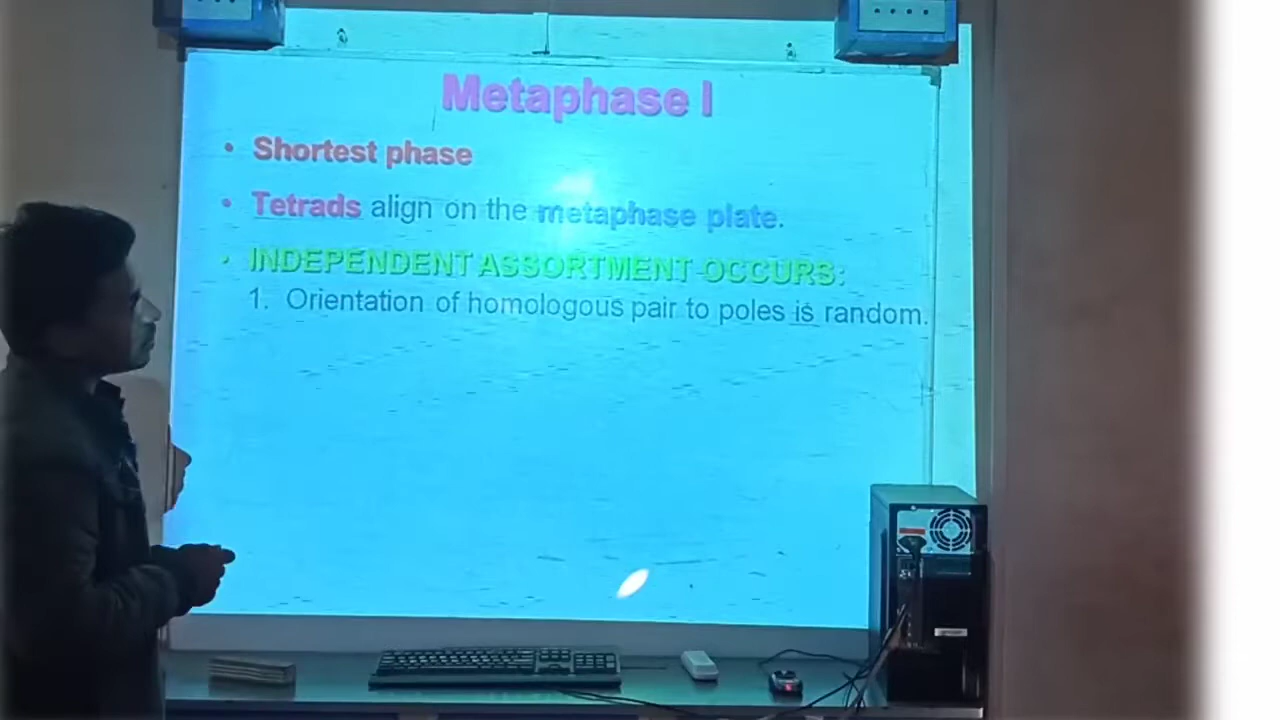 Metaphase I
• Shortest phase
• Tetrads align on the metaphase plate.
• INDEPENDENT ASSORTMENT OCCURS:
1. Orientation of homologous pair to poles is random.